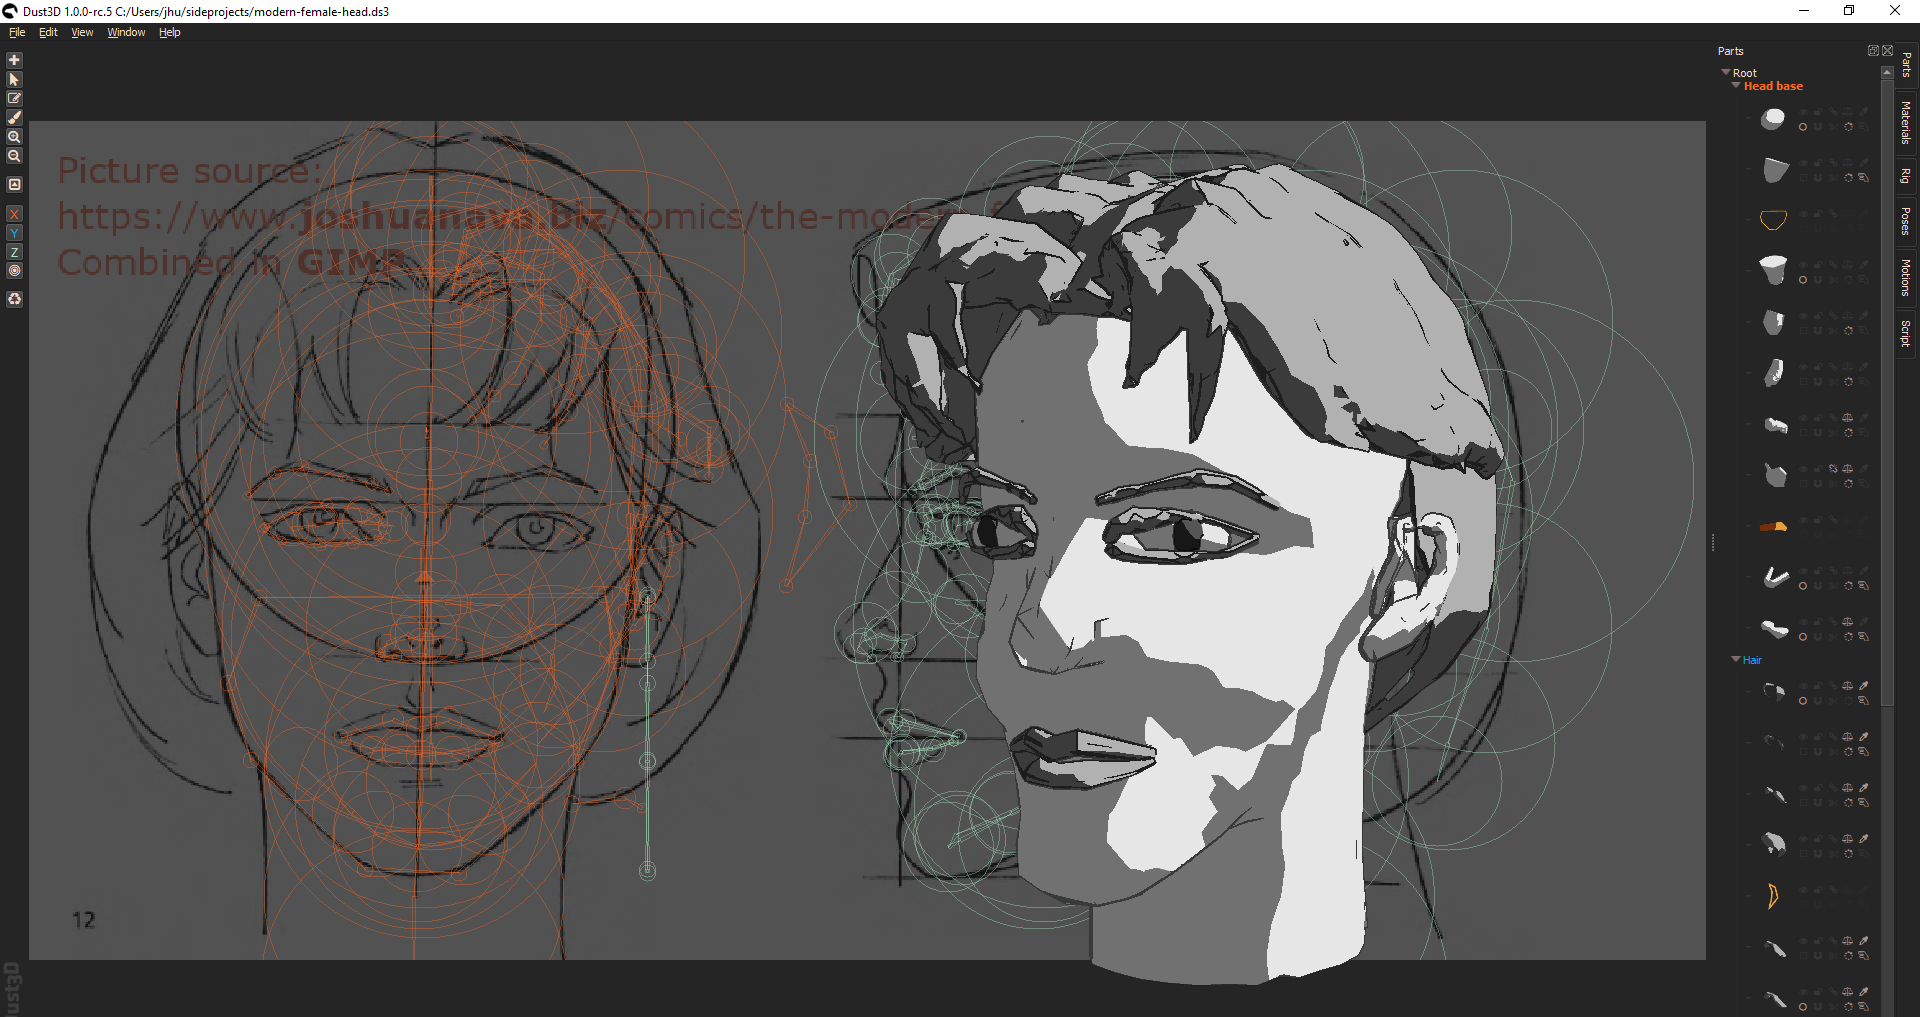 Dust3D 1.0.0-rc.5 C:/Users/jhu/sideprojects/modern-female-head.ds3
File Edit View Window Help
Parts
Root
Head base
Hair
Parts
Materials
Rig
Poses
Motions
Script
X
Y
Z
Picture source:
https://www.joshuanava.biz/comics/the-modern-f
Combined in GIMP
12
Dust3D